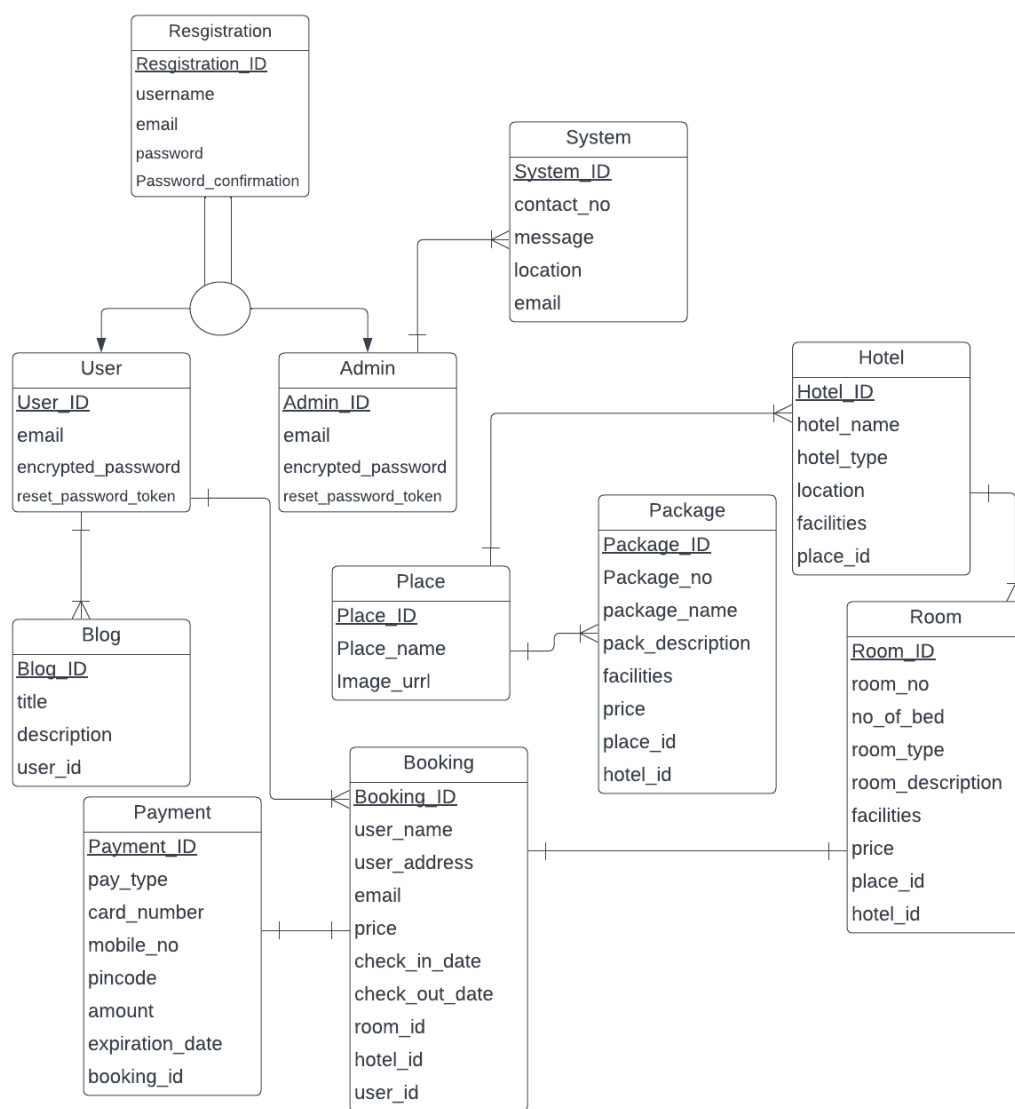 Resgistration
Resgistration_ID
username
email
password
Password_confirmation
System
System_ID
contact_no
message
location
email
User
User_ID
email
encrypted_password
reset_password_token
Admin
Admin_ID
email
encrypted_password
reset_password_token
Hotel
Hotel_ID
hotel_name
hotel_type
location
facilities
place_id
Package
Package_ID
Package_no
package_name
pack_description
facilities
price
place_id
hotel_id
Place
Place_ID
Place_name
Image_urrl
Blog
Blog_ID
title
description
user_id
Room
Room_ID
room_no
no_of_bed
room_type
room_description
facilities
price
place_id
hotel_id
Booking
Booking_ID
user_name
user_address
email
price
check_in_date
check_out_date
room_id
hotel_id
user_id
Payment
Payment_ID
pay_type
card_number
mobile_no
pincode
amount
expiration_date
booking_id